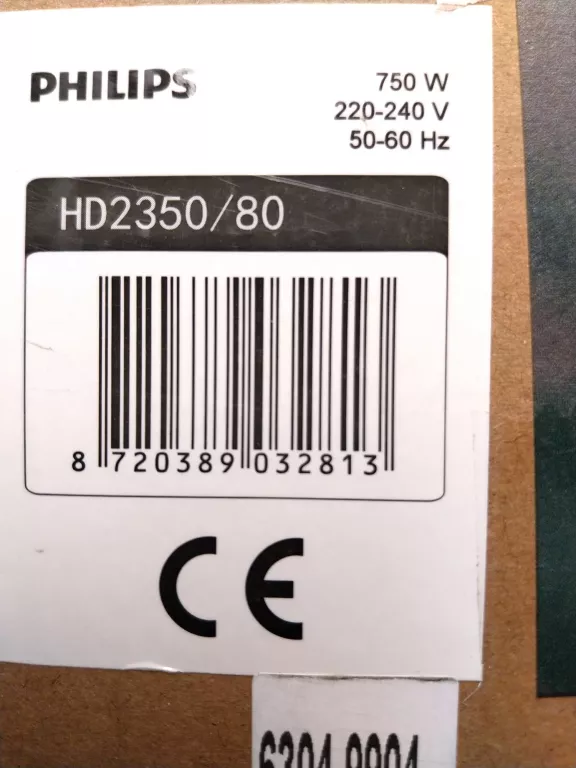 PHILIPS
750 W
220-240 V
50-60 Hz
HD2350/80
8 720389 032813
CE